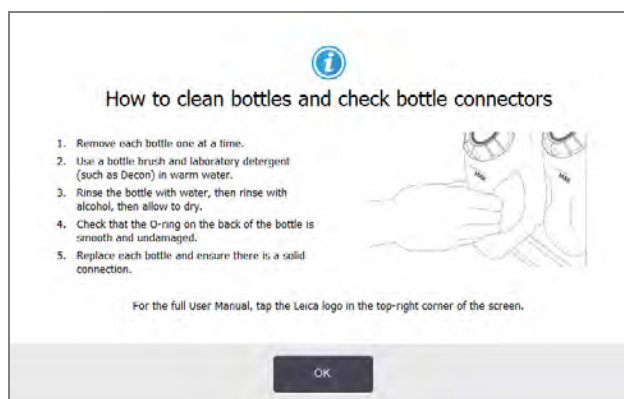 How to clean bottles and check bottle connectors
1. Remove each bottle one at a time.
2. Use a bottle brush and laboratory detergent
(such as Decon) in warm water.
3. Rinse the bottle with water, then rinse with
alcohol, then allow to dry.
4. Check that the O-ring on the back of the bottle is
smooth and undamaged.
5. Replace each bottle and ensure there is a solid
connection.
For the full User Manual, tap the Leica logo in the top-right corner of the screen.
OK